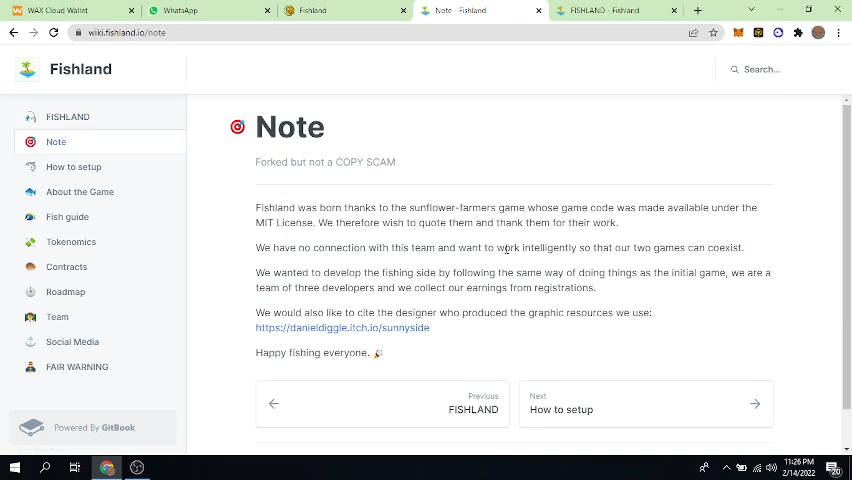 WAX Cloud Wallet
WhatsApp
Fishland
Note - Fishland
FISHLAND - Fishland
wiki.fishland.io/note
Fishland
Search...
FISHLAND
Note
How to setup
About the Game
Fish guide
Tokenomics
Contracts
Roadmap
Team
Social Media
FAIR WARNING
Powered By GitBook
Note
Forked but not a COPY SCAM
Fishland was born thanks to the sunflower-farmers game whose game code was made available under the
MIT License. We therefore wish to quote them and thank them for their work.
We have no connection with this team and want to work intelligently so that our two games can coexist.
We wanted to develop the fishing side by following the same way of doing things as the initial game, we are a
team of three developers and we collect our earnings from registrations.
We would also like to cite the designer who produced the graphic resources we use:
https://danieldiggle.itch.io/sunnyside
Happy fishing everyone.
Previous
FISHLAND
Next
How to setup
11:26 PM
2/14/2022
20